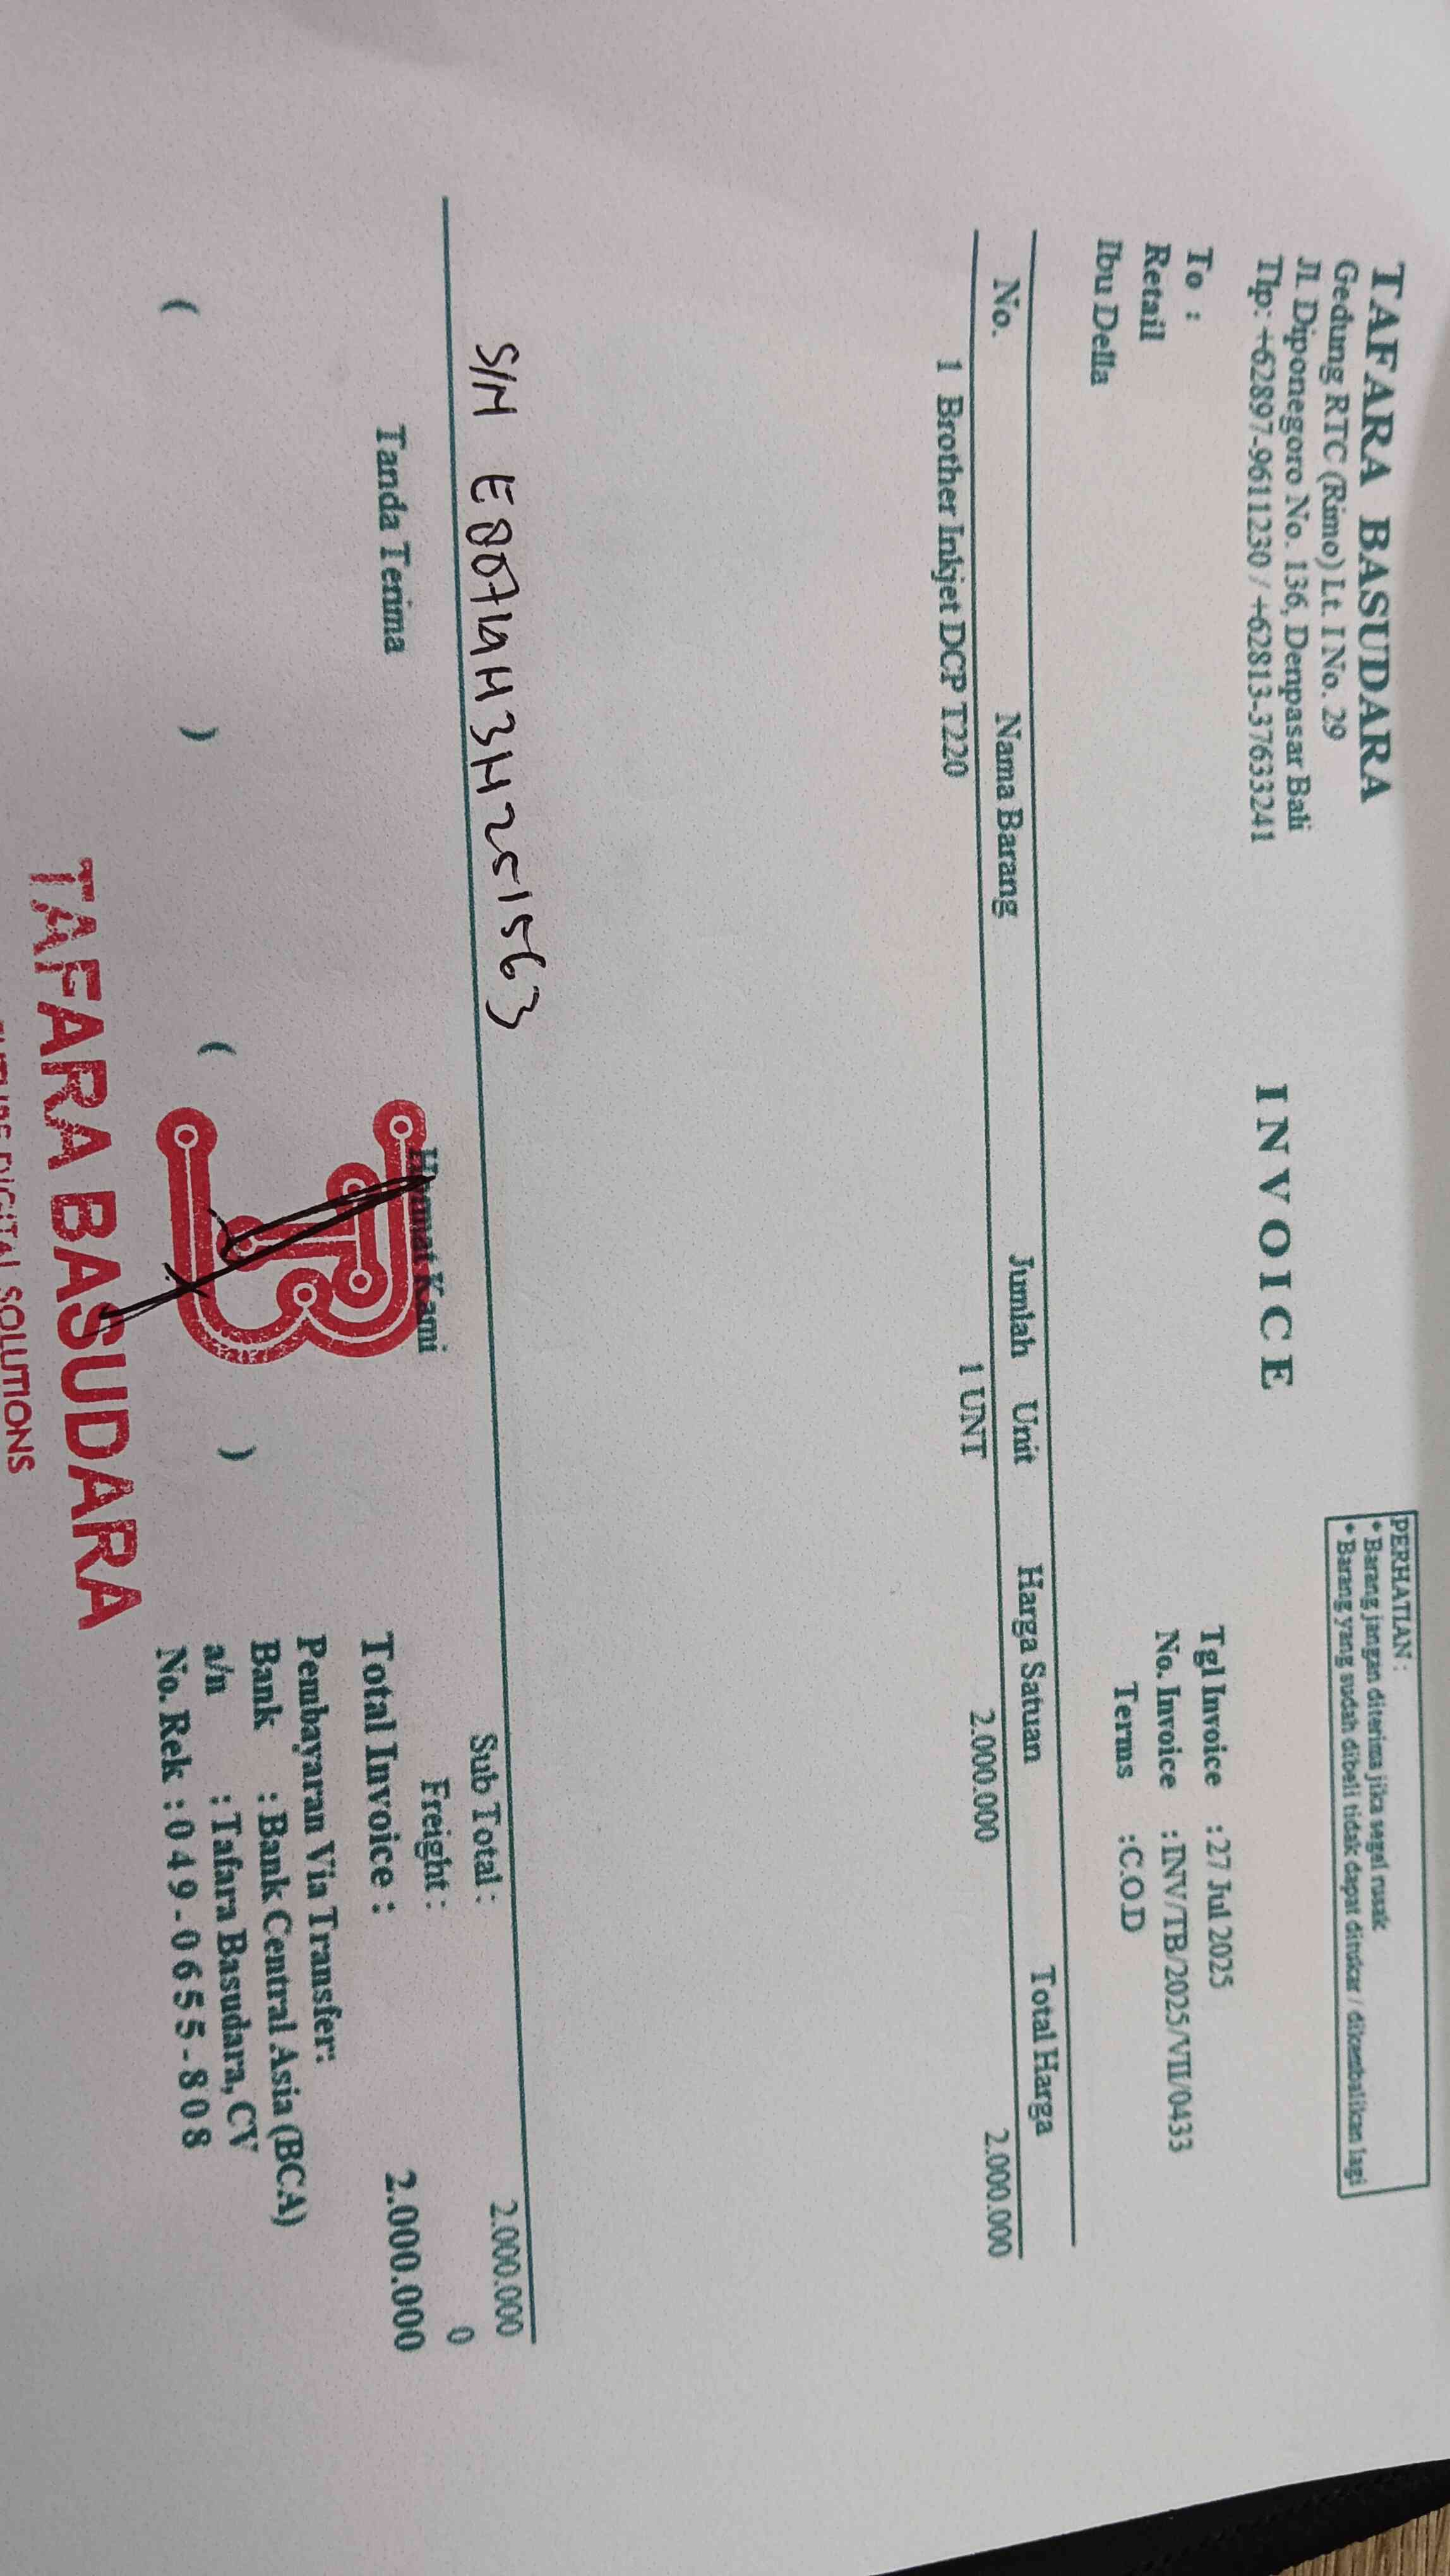 TAFARA BASUDARA
Gedung RTC (Rimo) Lt. I No. 29
Jl. Diponegoro No. 136, Denpasar Bali
Tlp: +62897-9611230 / +62813-37633241
PERHATIAN :
* Barang jangan diterima jika segel rusak
* Barang yang sudah dibeli tidak dapat ditukar / dikembalikan lagi
INVOICE
To :
Retail
Ibu Della
Tgl Invoice : 27 Jul 2025
No. Invoice : INV/TB/2025/VII/0433
Terms : C.O.D
No. Nama Barang Jumlah Unit Harga Satuan Total Harga
1 Brother Inkjet DCP T220 1 UNT 2.000.000 2.000.000
Sub Total : 2.000.000
Freight : 0
Total Invoice : 2.000.000
Tanda Terima
Hormat Kami
( ) ( )
Pembayaran Via Transfer:
Bank : Bank Central Asia (BCA)
a/n : Tafara Basudara, CV
No. Rek : 049-0655-808
TAFARA BASUDARA
DIGITAL SOLUTIONS